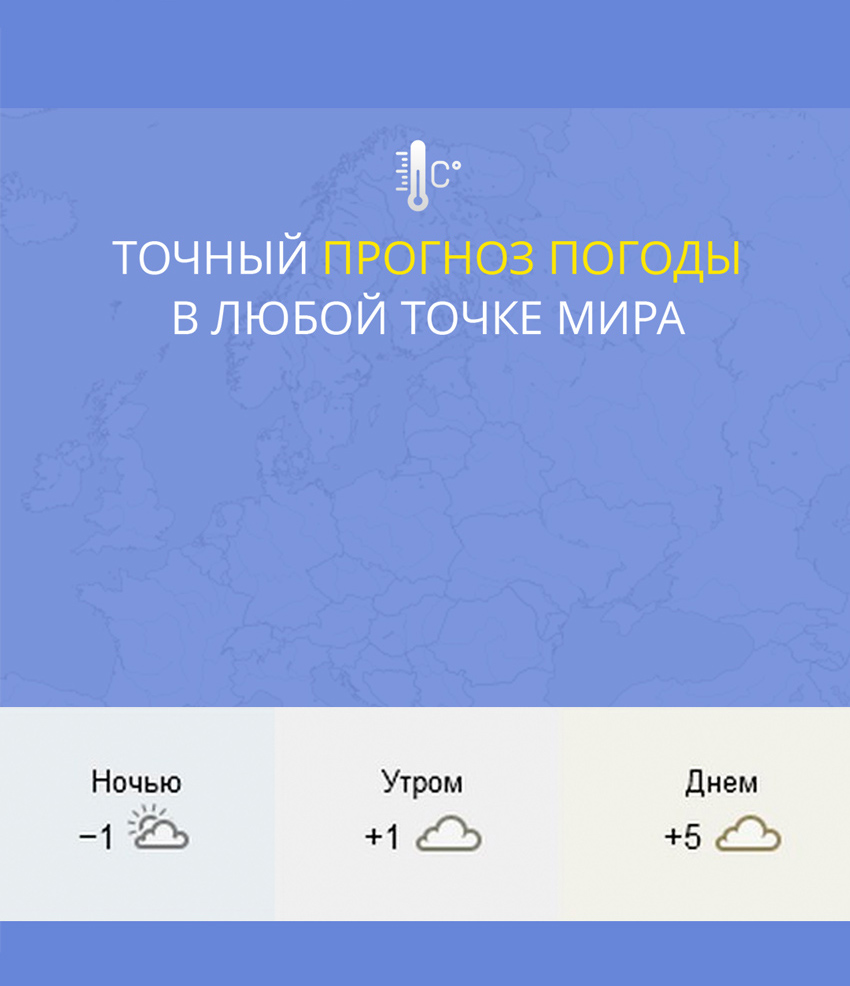 C°
ТОЧНЫЙ ПРОГНОЗ ПОГОДЫ
В ЛЮБОЙ ТОЧКЕ МИРА
Ночью Утром Днем
−1 +1 +5